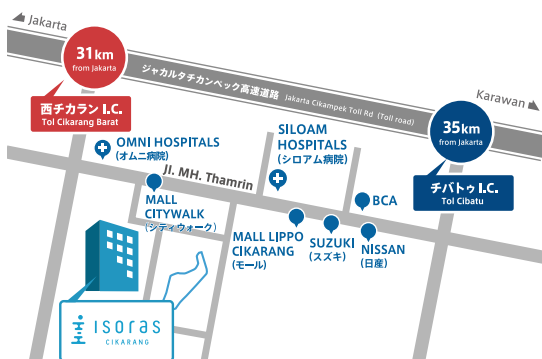 Jakarta
31km
from Jakarta
西チカラン I.C.
Tol Cikarang Barat
ジャカルタチカンペック高速道路 Jakarta Cikampek Toll Rd (Toll road)
Karawan
35km
from Jakarta
チバトゥ I.C.
Tol Cibatu
OMNI HOSPITALS
(オムニ病院)
SILOAM
HOSPITALS
(シロアム病院)
Jl. MH. Thamrin
MALL
CITYWALK
(シティウォーク)
BCA
MALL LIPPO
CIKARANG
(モール)
SUZUKI
(スズキ)
NISSAN
(日産)
isoras
CIKARANG